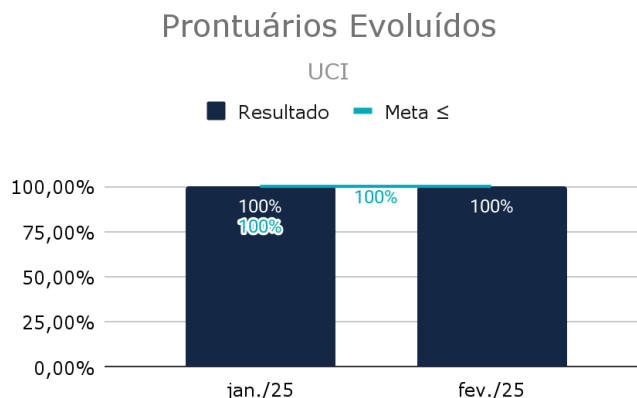 Prontuários Evoluídos
UCI
Resultado Meta ≤
100,00%
75,00%
50,00%
25,00%
0,00%
100% 100% 100%
100%
jan./25 fev./25